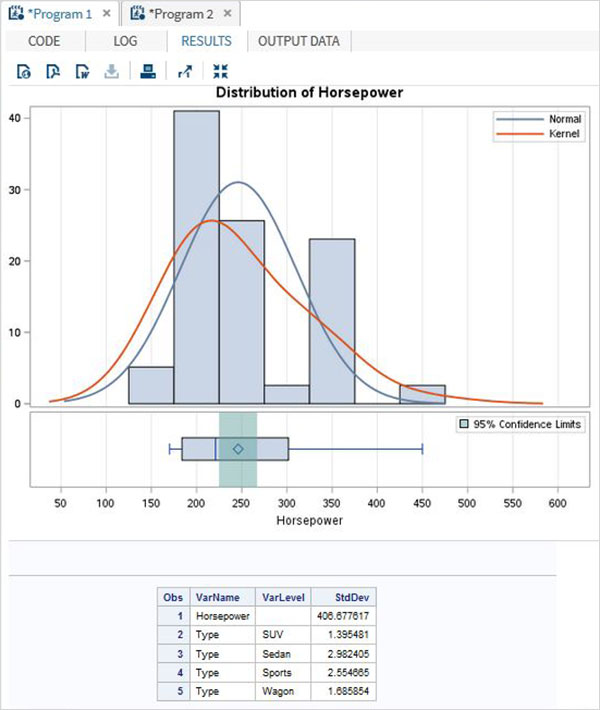 *Program 1 × *Program 2 ×
CODE LOG RESULTS OUTPUT DATA
Distribution of Horsepower
Normal
Kernel
40
30
20
10
0
95% Confidence Limits
50 100 150 200 250 300 350 400 450 500 550 600
Horsepower
Obs VarName VarLevel StdDev
1 Horsepower 406.677617
2 Type SUV 1.395481
3 Type Sedan 2.982405
4 Type Sports 2.554665
5 Type Wagon 1.685854